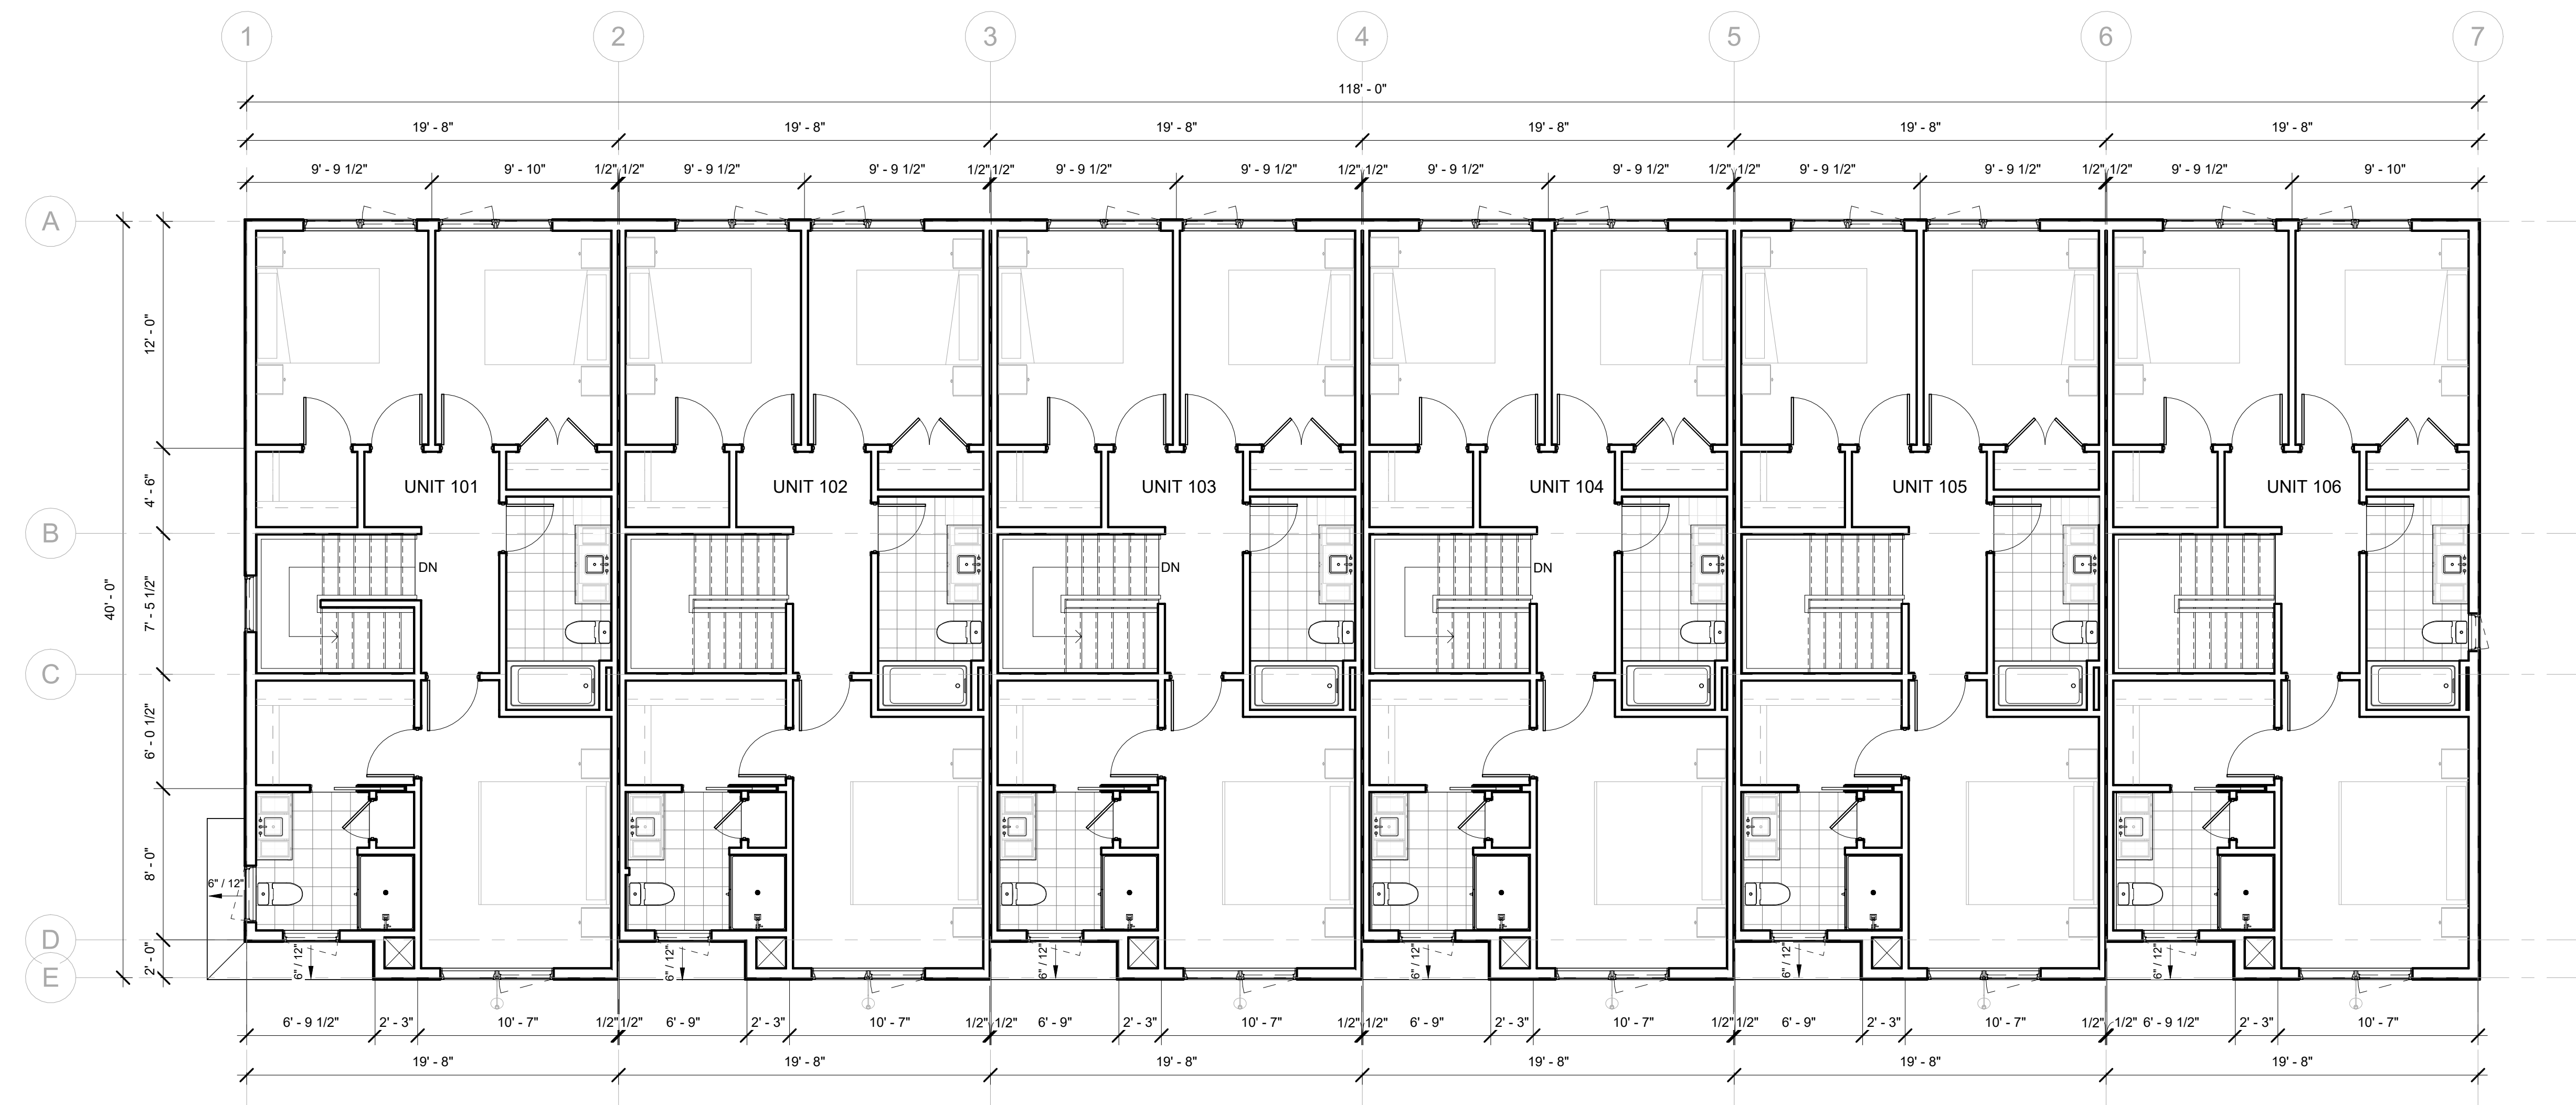 1 2 3 4 5 6 7
118' - 0"
19' - 8" 19' - 8" 19' - 8" 19' - 8" 19' - 8" 19' - 8"
9' - 9 1/2" 9' - 10" 1/2" 1/2" 9' - 9 1/2" 9' - 9 1/2" 1/2" 1/2" 9' - 9 1/2" 9' - 9 1/2" 1/2" 1/2" 9' - 9 1/2" 9' - 9 1/2" 1/2" 1/2" 9' - 9 1/2" 9' - 9 1/2" 1/2" 1/2" 9' - 9 1/2" 9' - 10"
A
12' - 0"
4' - 6"
UNIT 101 UNIT 102 UNIT 103 UNIT 104 UNIT 105 UNIT 106
B
DN DN DN
40' - 0"
7' - 5 1/2"
C
6' - 0 1/2"
8' - 0"
6" / 12"
D
2' - 0"
6" / 12" 6" / 12" 6" / 12" 6" / 12" 6" / 12" 6" / 12"
E
6' - 9 1/2" 2' - 3" 10' - 7" 1/2" 1/2" 6' - 9" 2' - 3" 10' - 7" 1/2" 1/2" 6' - 9" 2' - 3" 10' - 7" 1/2" 1/2" 6' - 9" 2' - 3" 10' - 7" 1/2" 1/2" 6' - 9" 2' - 3" 10' - 7" 1/2" 1/2" 6' - 9 1/2" 2' - 3" 10' - 7"
19' - 8" 19' - 8" 19' - 8" 19' - 8" 19' - 8" 19' - 8"